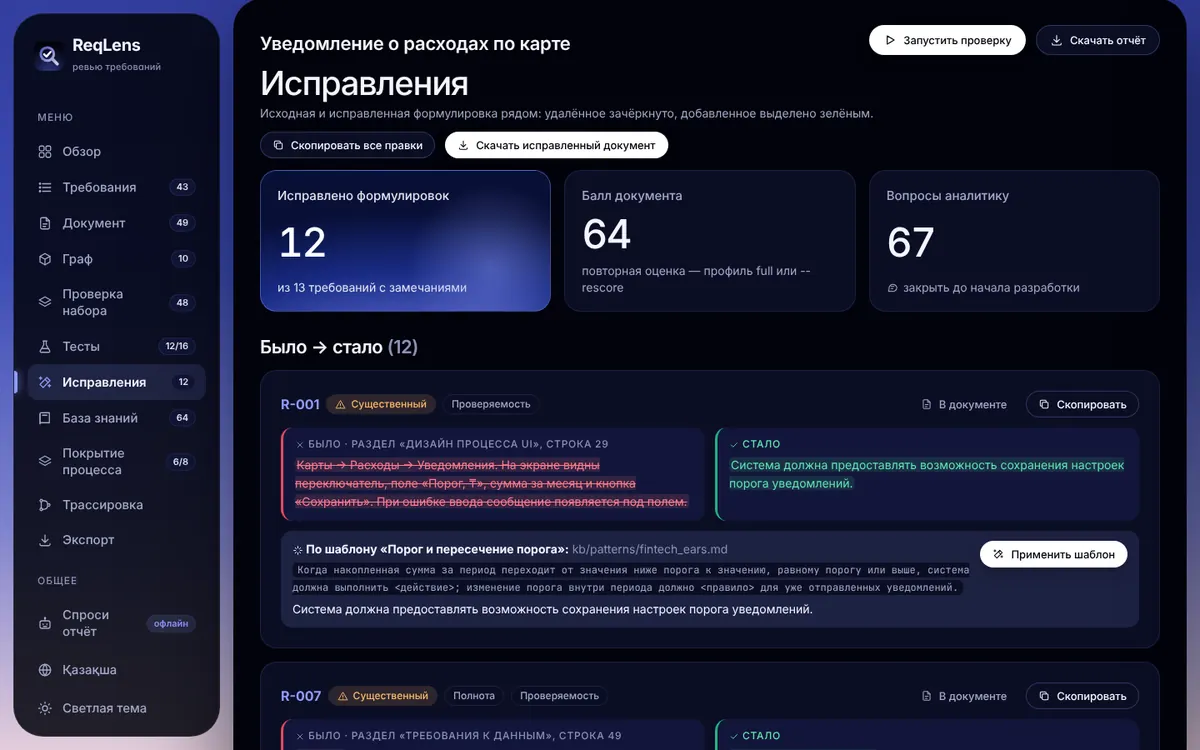 ReqLens
ревью требований
МЕНЮ
Обзор
Требования 43
Документ 49
Граф 10
Проверка
набора 48
Тесты 12/16
Исправления 12
База знаний 64
Покрытие
процесса 6/8
Трассировка
Экспорт
ОБЩЕЕ
Спроси
отчёт офлайн
Қазақша
Светлая тема
Уведомление о расходах по карте
Запустить проверку
Скачать отчёт
Исправления
Исходная и исправленная формулировка рядом: удалённое зачёркнуто, добавленное выделено зелёным.
Скопировать все правки
Скачать исправленный документ
Исправлено формулировок
12
из 13 требований с замечаниями
Балл документа
64
повторная оценка — профиль full или --
rescore
Вопросы аналитику
67
закрыть до начала разработки
Было → стало (12)
R-001 Существенный Проверяемость
В документе
Скопировать
× БЫЛО · РАЗДЕЛ «ДИЗАЙН ПРОЦЕССА UI», СТРОКА 29
Карты → Расходы → Уведомления. На экране видны
переключатель, поле «Порог, ₸», сумма за месяц и кнопка
«Сохранить». При ошибке ввода сообщение появляется под полем.
✓ СТАЛО
Система должна предоставлять возможность сохранения настроек
порога уведомлений.
По шаблону «Порог и пересечение порога»: kb/patterns/fintech_ears.md
Когда накопленная сумма за период переходит от значения ниже порога к значению, равному порогу или выше, система
должна выполнить <действие>; изменение порога внутри периода должно <правило> для уже отправленных уведомлений.
Система должна предоставлять возможность сохранения настроек порога уведомлений.
Применить шаблон
R-007 Существенный Полнота Проверяемость
В документе
Скопировать
× БЫЛО · РАЗДЕЛ «ТРЕБОВАНИЯ К ДАННЫМ», СТРОКА 49
✓ СТАЛО